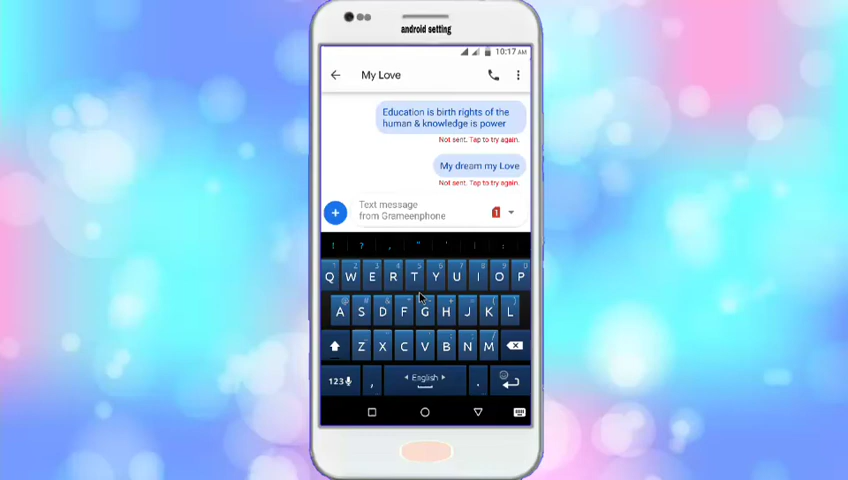 android setting
10:17 AM
My Love
Education is birth rights of the
human & knowledge is power
Not sent. Tap to try again.
My dream my Love
Not sent. Tap to try again.
Text message
from Grameenphone
1
! ? , " ' : ;
Q W E R T Y U I O P
A S D F G H J K L
Z X C V B N M
123 , English .